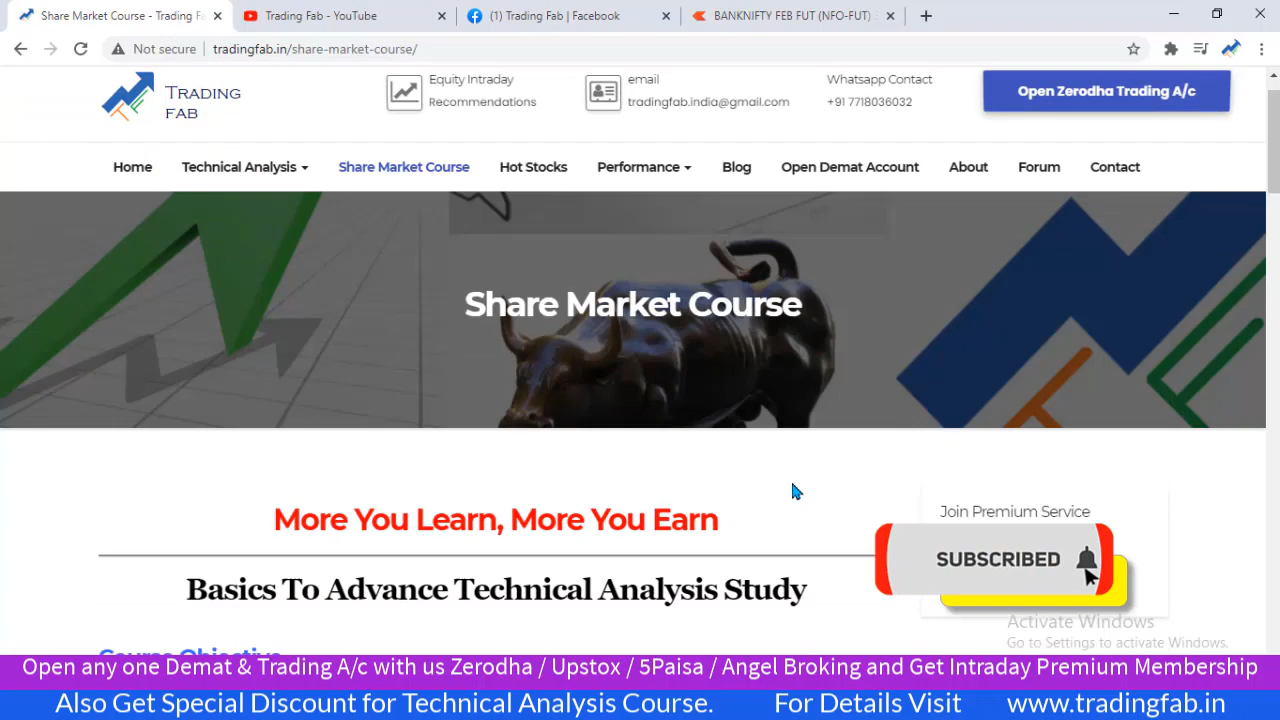 Share Market Course - Trading Fa
Trading Fab - YouTube
(1) Trading Fab | Facebook
BANKNIFTY FEB FUT (NFO-FUT)
Not secure
tradingfab.in/share-market-course/
TRADING
FAB
Equity Intraday
Recommendations
email
tradingfab.india@gmail.com
Whatsapp Contact
+91 7718036032
Open Zerodha Trading A/c
Home
Technical Analysis
Share Market Course
Hot Stocks
Performance
Blog
Open Demat Account
About
Forum
Contact
Share Market Course
More You Learn, More You Earn
Basics To Advance Technical Analysis Study
Course Objective
Join Premium Service
SUBSCRIBED
Activate Windows
Go to Settings to activate Windows.
Open any one Demat & Trading A/c with us Zerodha / Upstox / 5Paisa / Angel Broking and Get Intraday Premium Membership
Also Get Special Discount for Technical Analysis Course. For Details Visit www.tradingfab.in